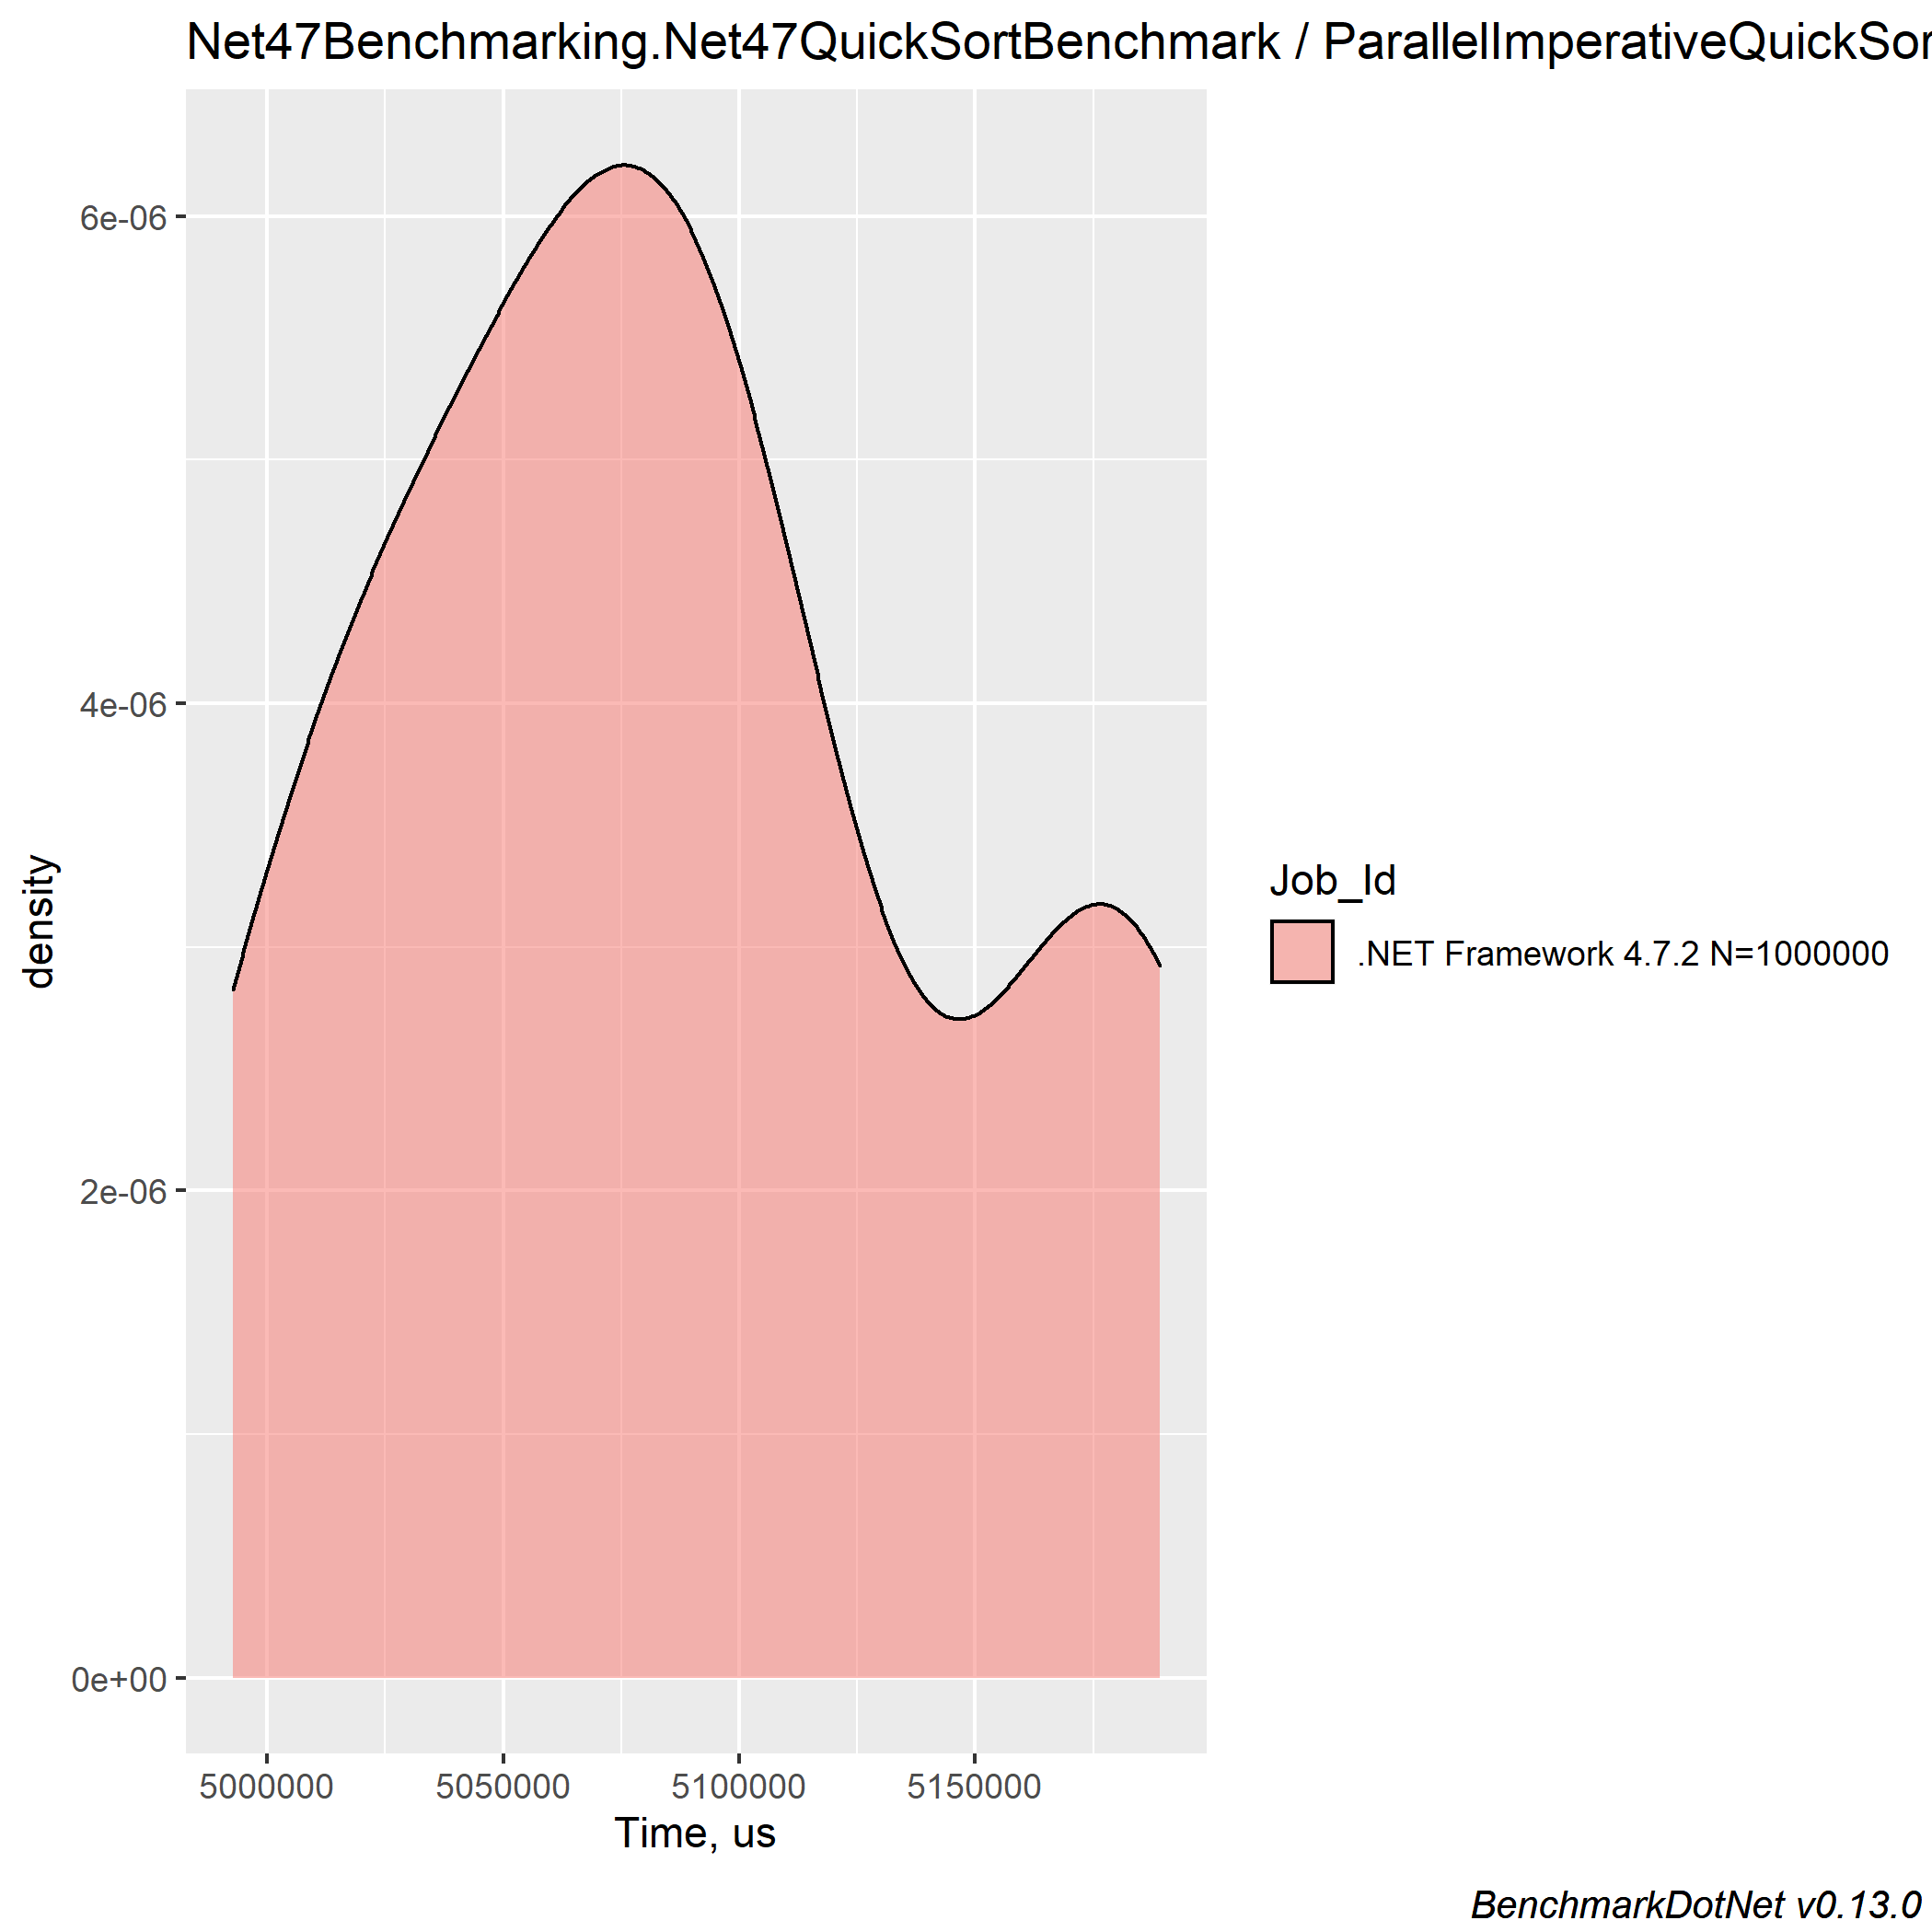 Net47Benchmarking.Net47QuickSortBenchmark / ParallelImperativeQuickSor
6e-06
4e-06
2e-06
0e+00
density
5000000 5050000 5100000 5150000
Time, us
Job_Id
.NET Framework 4.7.2 N=1000000
BenchmarkDotNet v0.13.0